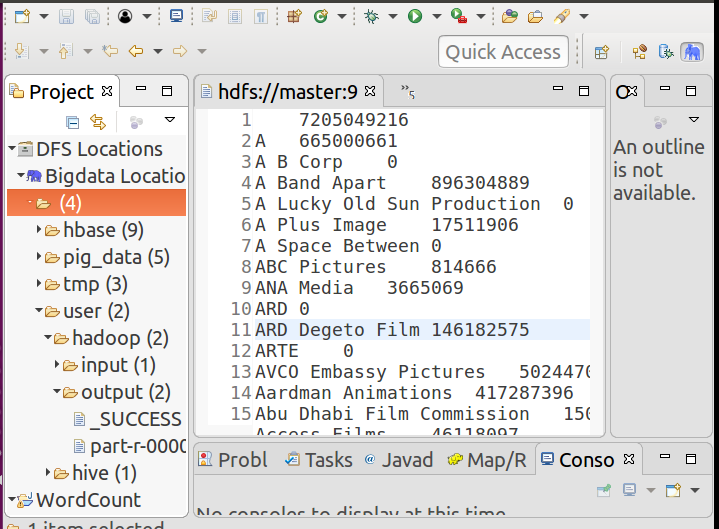 Quick Access
Project
DFS Locations
Bigdata Locatio
(4)
hbase (9)
pig_data (5)
tmp (3)
user (2)
hadoop (2)
input (1)
output (2)
_SUCCESS
part-r-0000
hive (1)
WordCount
1 item selected
hdfs://master:9
»5
1 7205049216
2 A 665000661
3 A B Corp 0
4 A Band Apart 896304889
5 A Lucky Old Sun Production 0
6 A Plus Image 17511906
7 A Space Between 0
8 ABC Pictures 814666
9 ANA Media 3665069
10 ARD 0
11 ARD Degeto Film 146182575
12 ARTE 0
13 AVCO Embassy Pictures 5024470
14 Aardman Animations 417287396
15 Abu Dhabi Film Commission 150
Access Films 46118097
O
An outline
is not
available.
Probl
Tasks
Javad
Map/R
Conso
No consoles to display at this time.